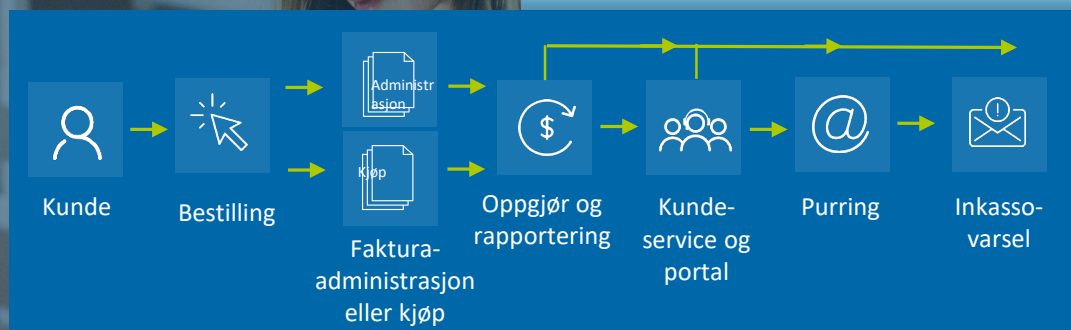 Administr
asjon
Kjøp
$
@
!
Kunde
Bestilling
Faktura-
administrasjon
eller kjøp
Oppgjør og
rapportering
Kunde-
service og
portal
Purring
Inkasso-
varsel